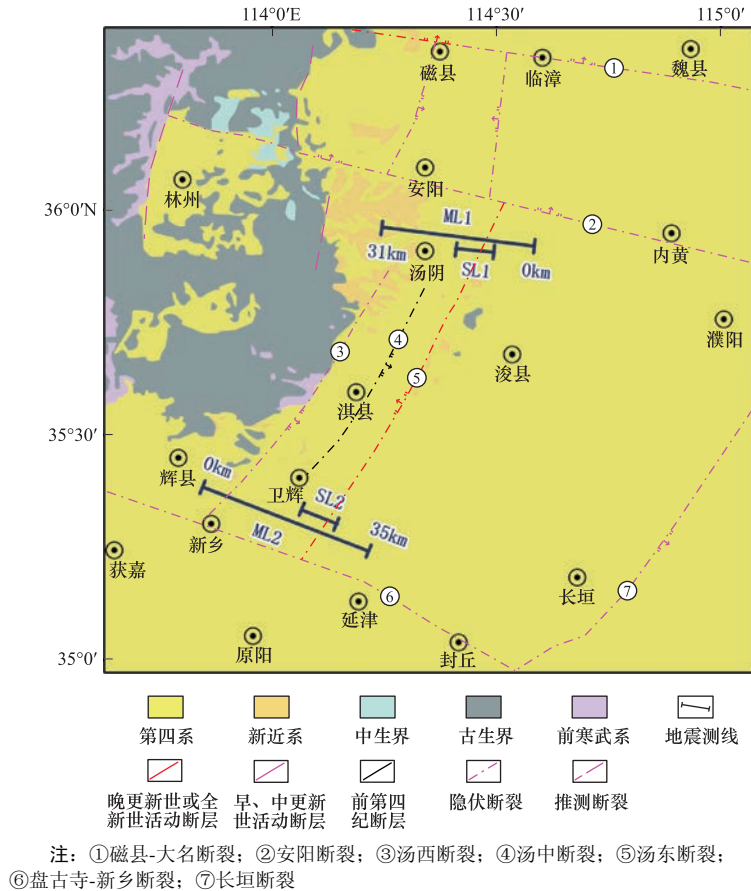 114°0′E
114°30′
115°0′
磁县
临漳
①
魏县
林州
安阳
36°0′N
ML1
②
内黄
31km
汤阴
SL1
0km
濮阳
③
④
浚县
⑤
淇县
35°30′
辉县
0km
卫辉
SL2
新乡
ML2
35km
获嘉
长垣
⑦
⑥
延津
原阳
封丘
35°0′
第四系
新近系
中生界
古生界
前寒武系
地震测线
晚更新世或全
新世活动断层
早、中更新
世活动断层
前第四
纪断层
隐伏断裂
推测断裂
注：①磁县-大名断裂；②安阳断裂；③汤西断裂；④汤中断裂；⑤汤东断裂；
⑥盘古寺-新乡断裂；⑦长垣断裂